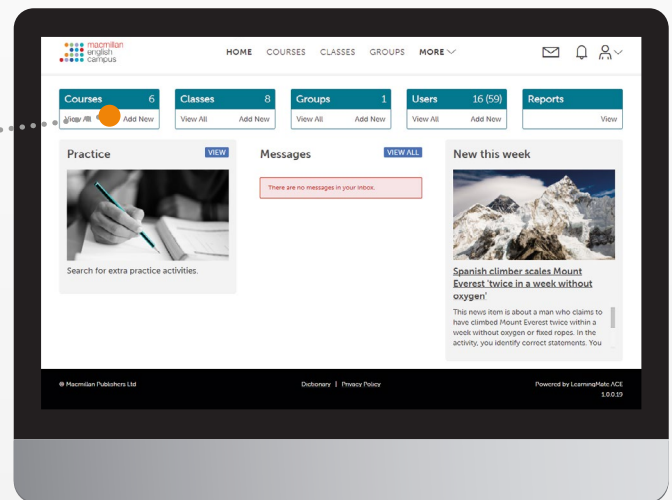 macmillan
english
campus
HOME COURSES CLASSES GROUPS MORE
Courses 6
View All Add New
Classes 8
View All Add New
Groups 1
View All Add New
Users 16 (59)
View All Add New
Reports
View
Practice VIEW
Search for extra practice activities.
Messages VIEW ALL
There are no messages in your inbox.
New this week
Spanish climber scales Mount
Everest 'twice in a week without
oxygen'
This news item is about a man who claims to
have climbed Mount Everest twice within a
week without oxygen or fixed ropes. In the
activity, you identify correct statements. You
© Macmillan Publishers Ltd
Dictionary | Privacy Policy
Powered by LearningMate ACE
1.0.0.19